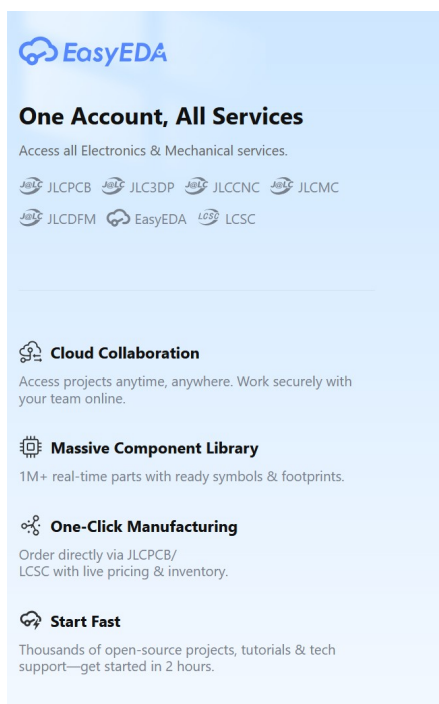 EasyEDA
One Account, All Services
Access all Electronics & Mechanical services.
JLCPCB JLC3DP JLCCNC JLCMC
JLCDFM EasyEDA LCSC
Cloud Collaboration
Access projects anytime, anywhere. Work securely with
your team online.
Massive Component Library
1M+ real-time parts with ready symbols & footprints.
One-Click Manufacturing
Order directly via JLCPCB/
LCSC with live pricing & inventory.
Start Fast
Thousands of open-source projects, tutorials & tech
support—get started in 2 hours.